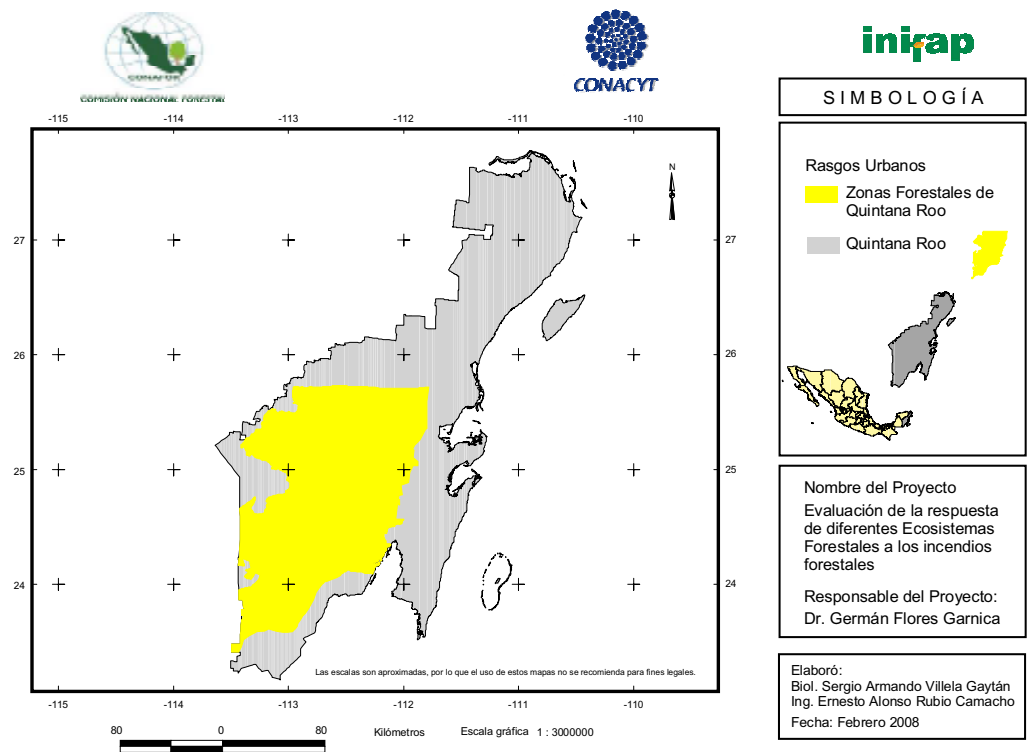 CONAFOR
COMISIÓN NACIONAL FORESTAL
CONACYT
inifap
SIMBOLOGÍA
-115 -114 -113 -112 -111 -110
N
27 27
26 26
25 25
24 24
Las escalas son aproximadas, por lo que el uso de estos mapas no se recomienda para fines legales.
-115 -114 -113 -112 -111 -110
80 0 80 Kilómetros Escala gráfica 1 : 3000000
80 80
Rasgos Urbanos
Zonas Forestales de
Quintana Roo
Quintana Roo
Nombre del Proyecto
Evaluación de la respuesta
de diferentes Ecosistemas
Forestales a los incendios
forestales
Responsable del Proyecto:
Dr. Germán Flores Garnica
Elaboró:
Biol. Sergio Armando Villela Gaytán
Ing. Ernesto Alonso Rubio Camacho
Fecha: Febrero 2008